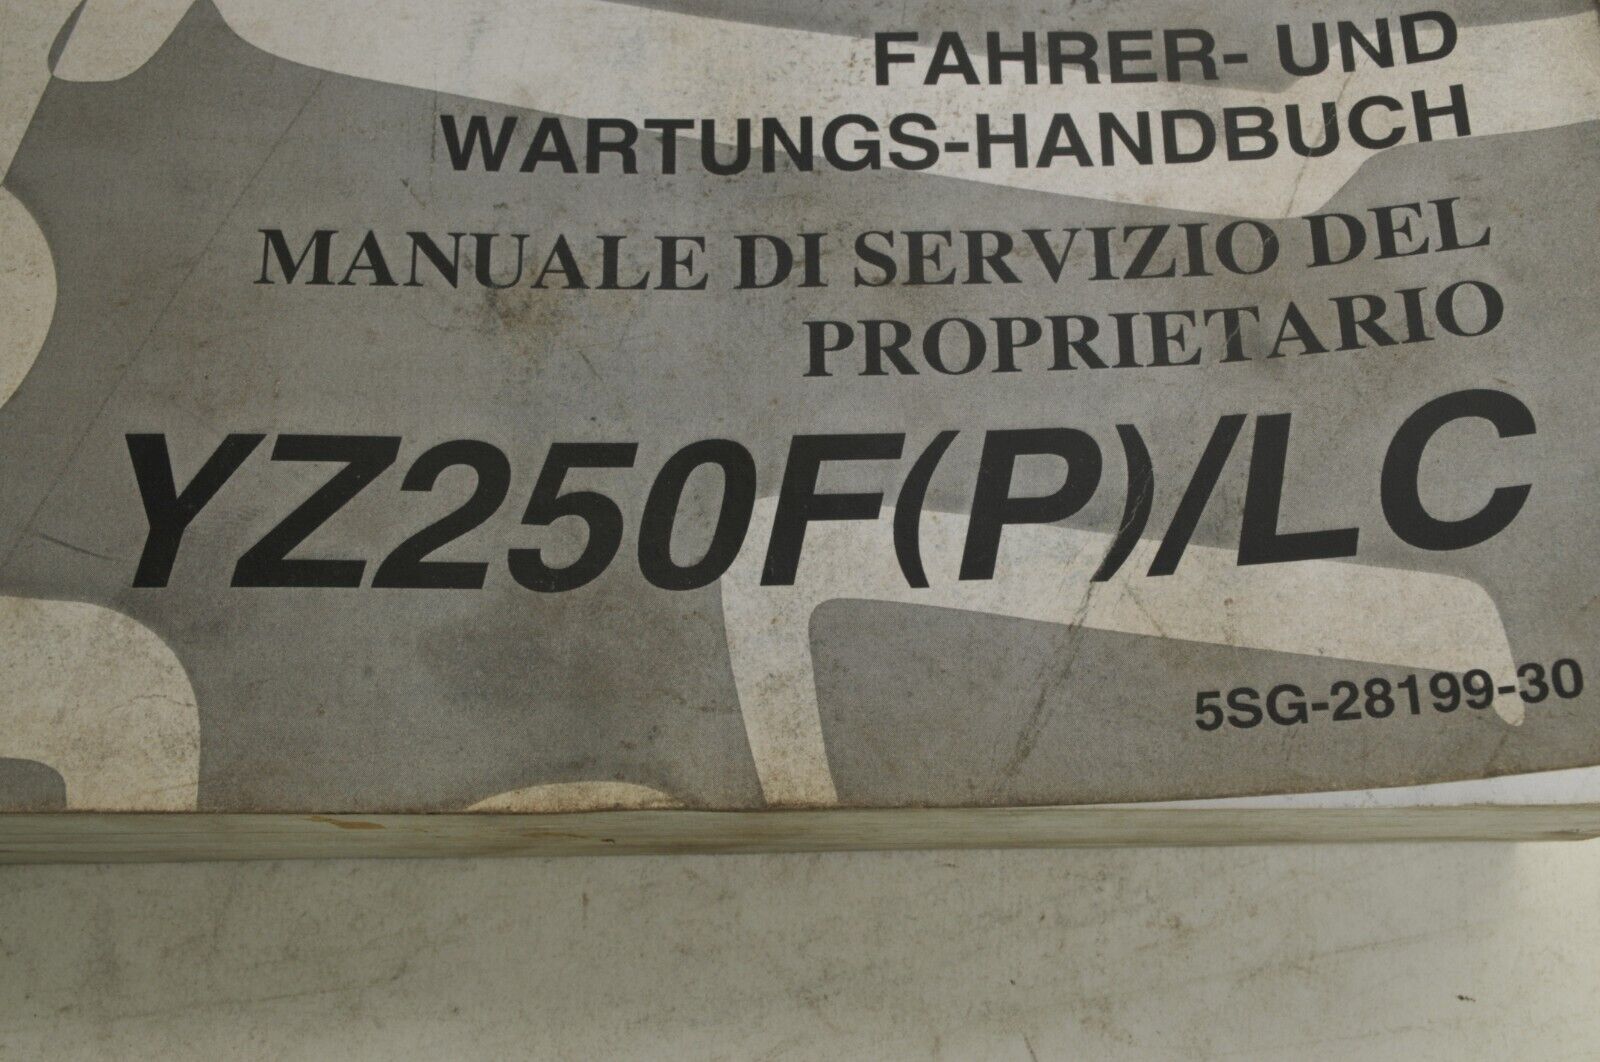 FAHRER- UND
WARTUNGS-HANDBUCH
MANUALE DI SERVIZIO DEL
PROPRIETARIO
YZ250F(P)/LC
5SG-28199-30